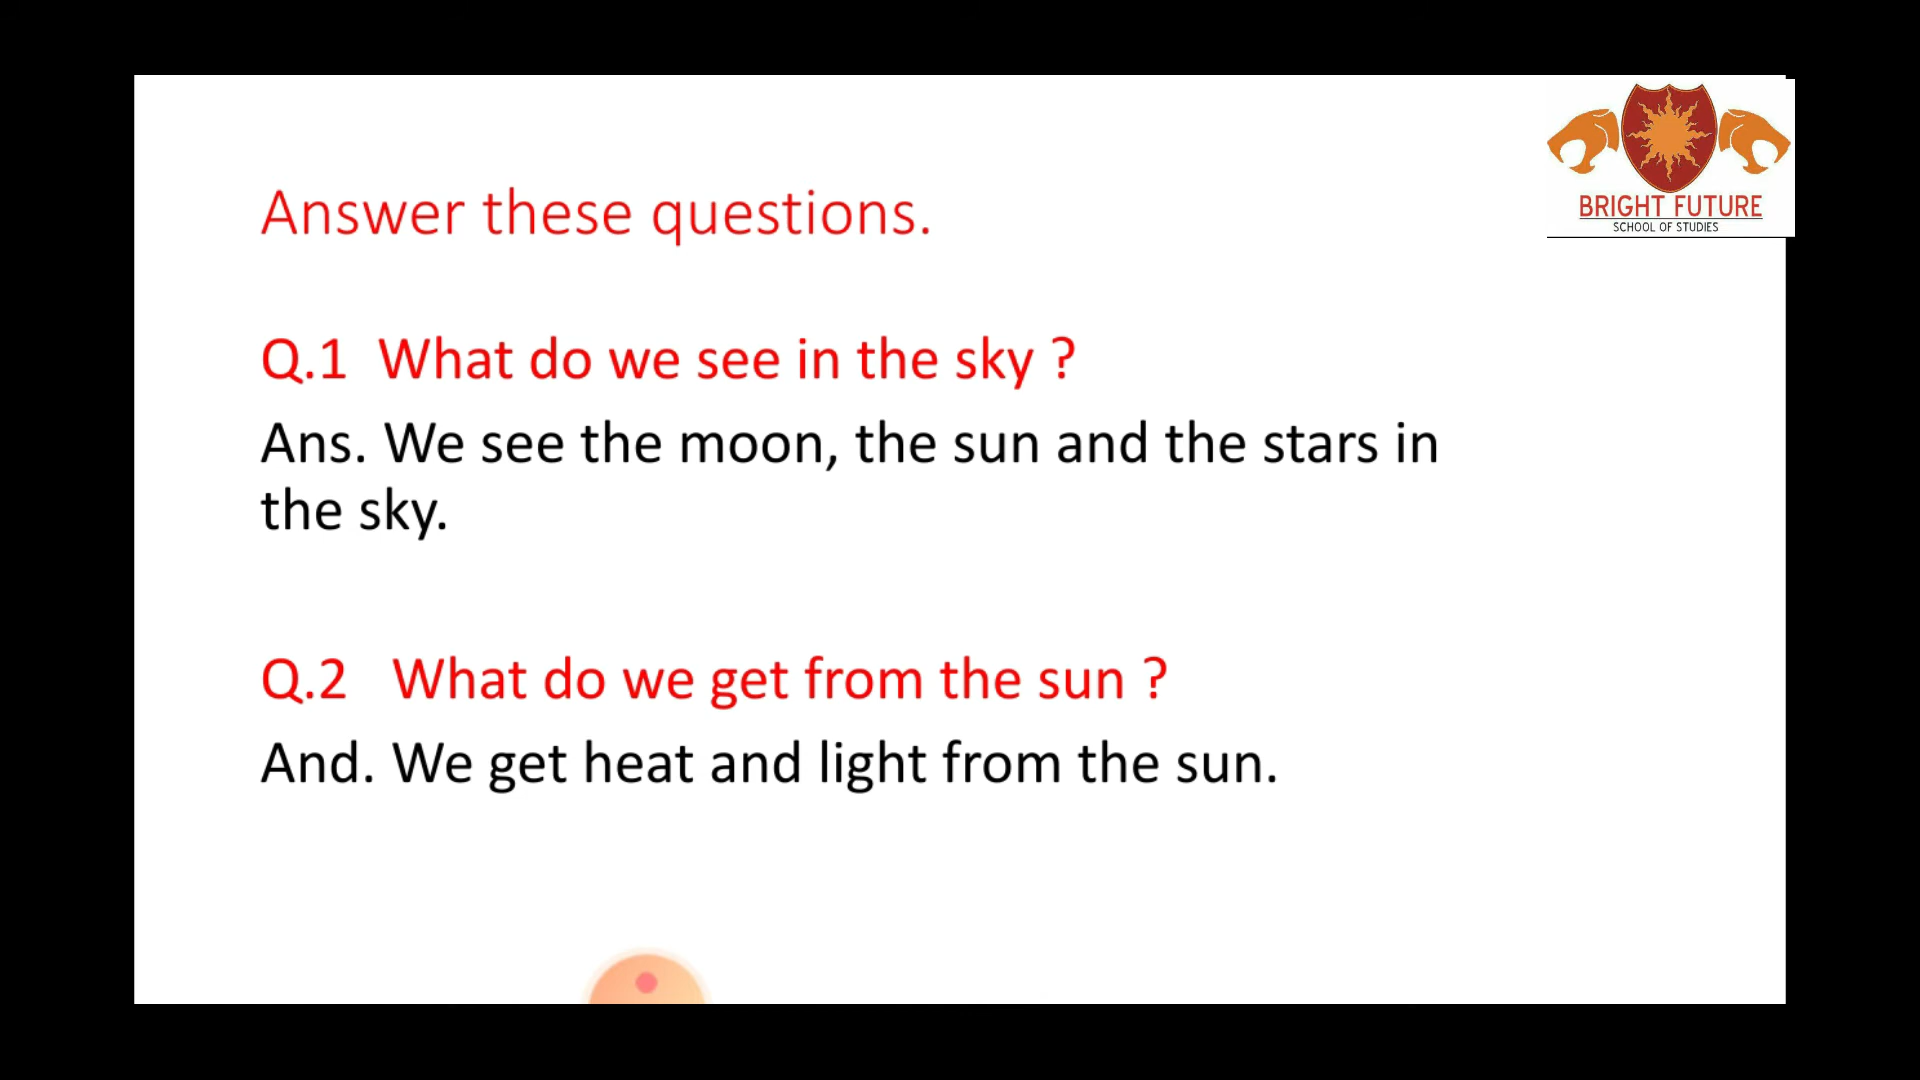 BRIGHT FUTURE
SCHOOL OF STUDIES
Answer these questions.
Q.1 What do we see in the sky ?
Ans. We see the moon, the sun and the stars in
the sky.
Q.2 What do we get from the sun ?
And. We get heat and light from the sun.